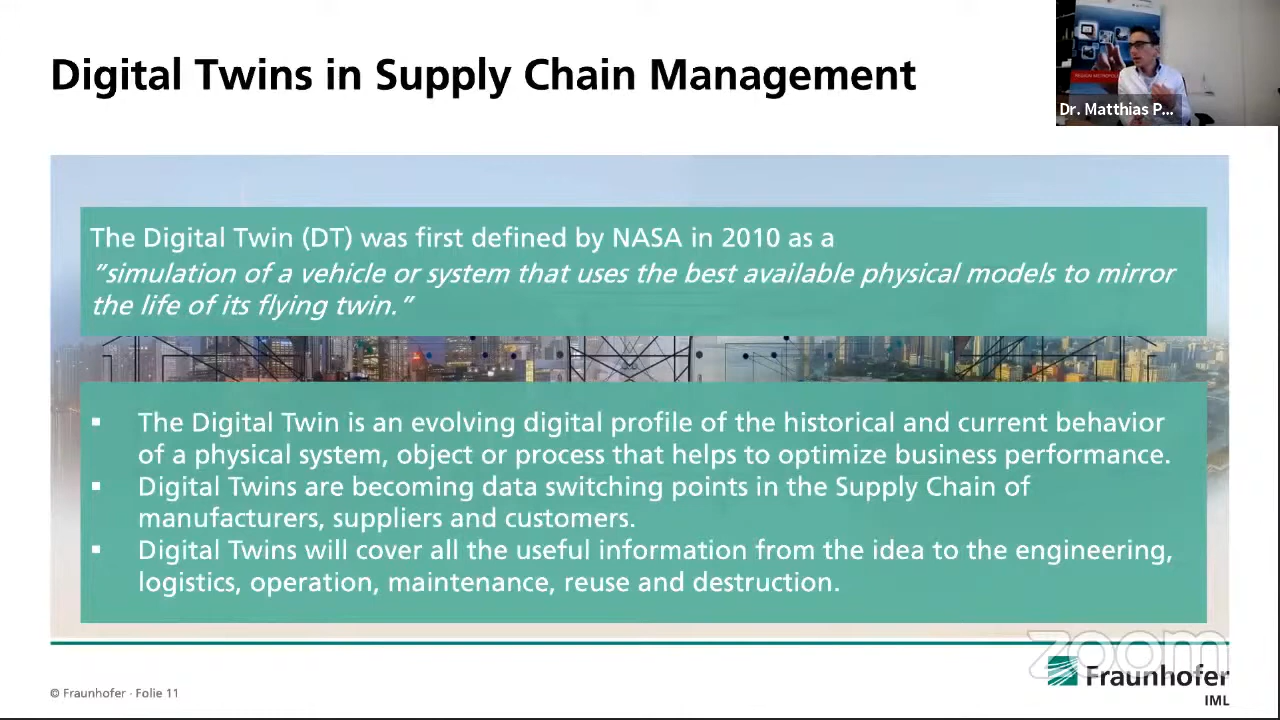 Digital Twins in Supply Chain Management
Dr. Matthias P...
The Digital Twin (DT) was first defined by NASA in 2010 as a
"simulation of a vehicle or system that uses the best available physical models to mirror
the life of its flying twin."
▪ The Digital Twin is an evolving digital profile of the historical and current behavior
of a physical system, object or process that helps to optimize business performance.
▪ Digital Twins are becoming data switching points in the Supply Chain of
manufacturers, suppliers and customers.
▪ Digital Twins will cover all the useful information from the idea to the engineering,
logistics, operation, maintenance, reuse and destruction.
zoom
Fraunhofer
IML
© Fraunhofer · Folie 11